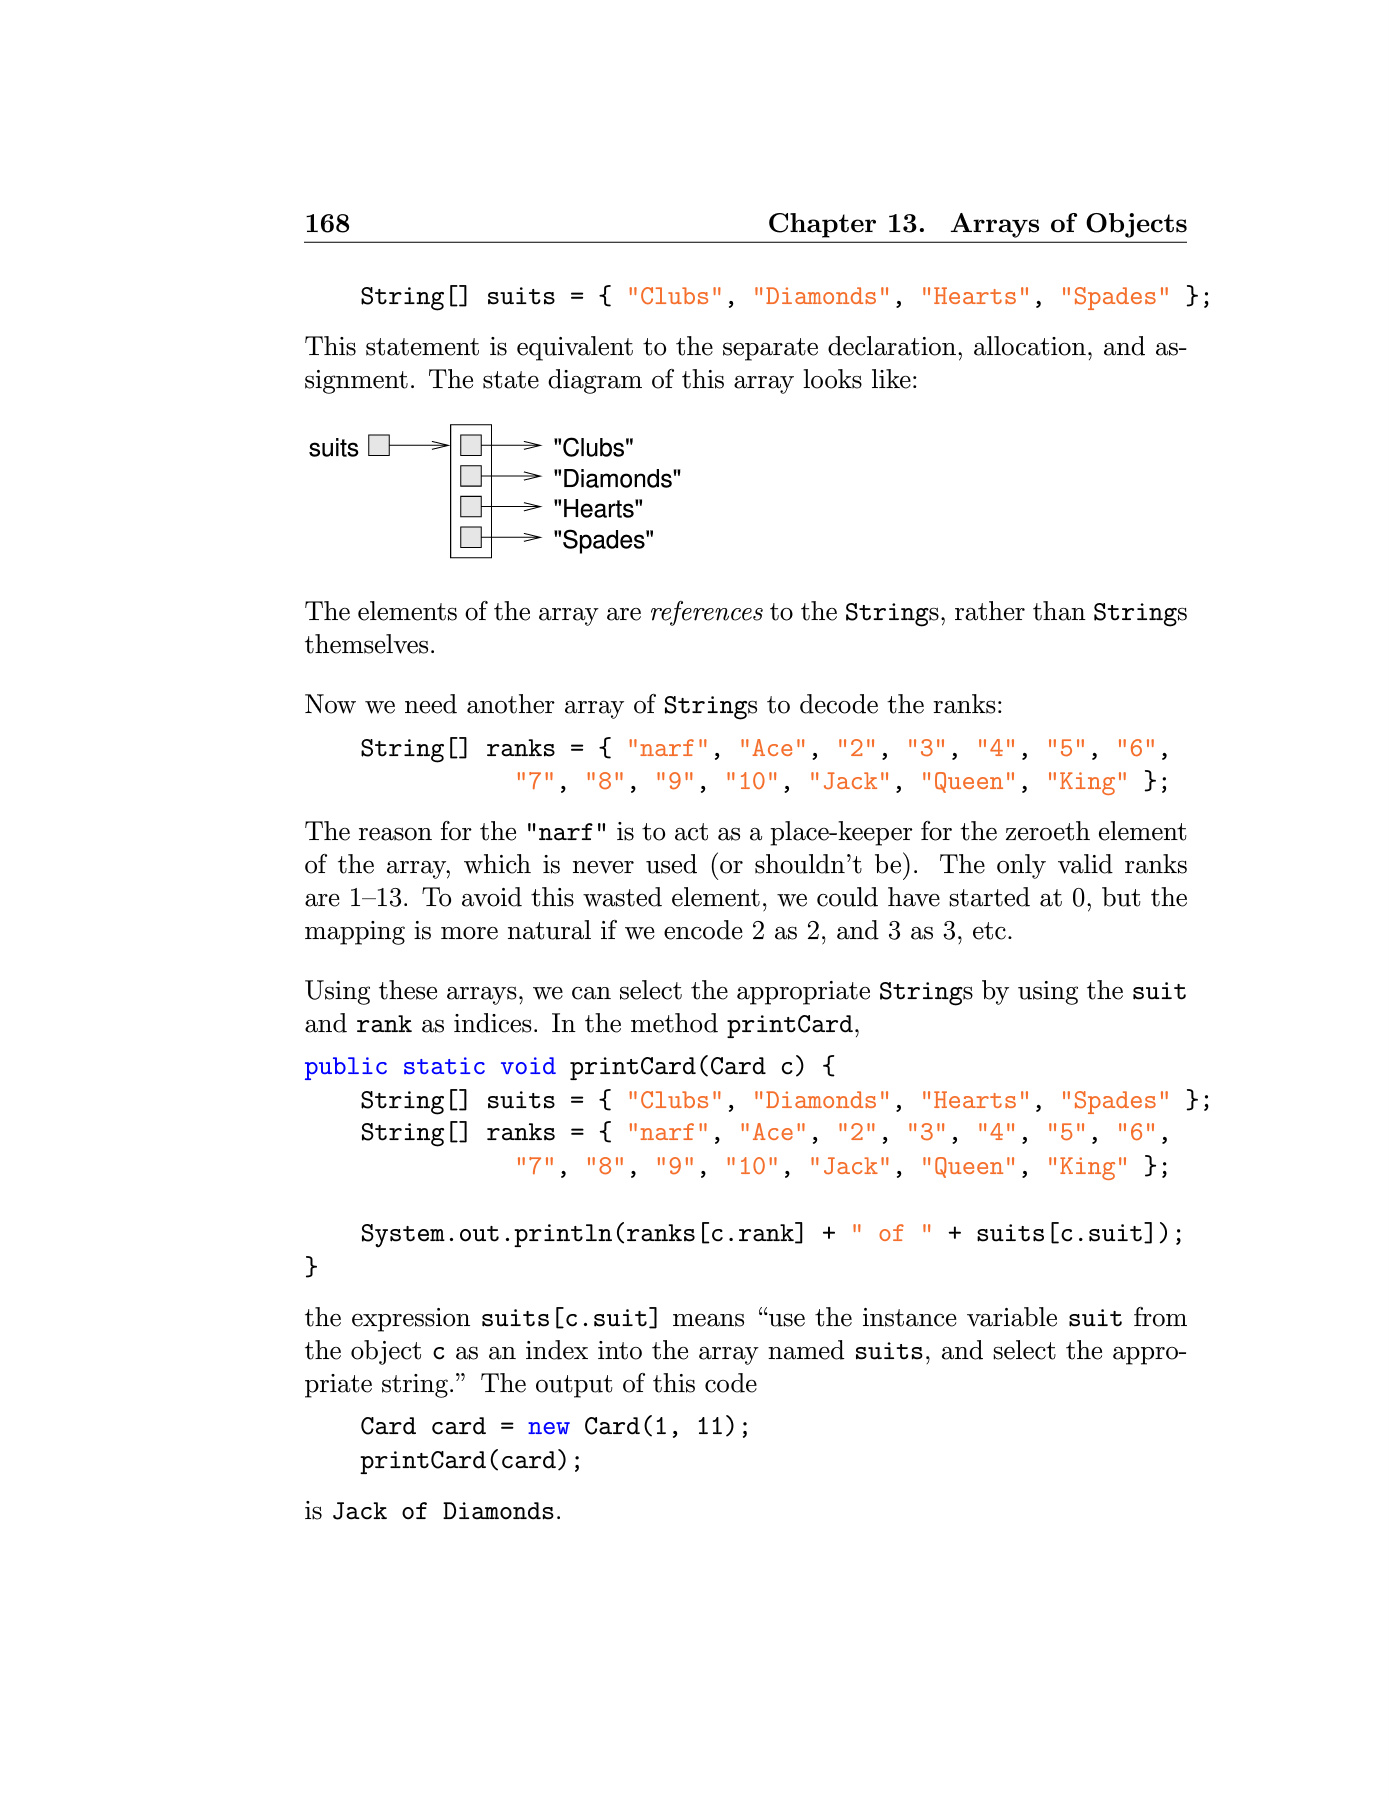 168 Chapter 13. Arrays of Objects
String[] suits = { "Clubs", "Diamonds", "Hearts", "Spades" };
This statement is equivalent to the separate declaration, allocation, and as-
signment. The state diagram of this array looks like:
suits "Clubs"
"Diamonds"
"Hearts"
"Spades"
The elements of the array are references to the Strings, rather than Strings
themselves.
Now we need another array of Strings to decode the ranks:
String[] ranks = { "narf", "Ace", "2", "3", "4", "5", "6",
"7", "8", "9", "10", "Jack", "Queen", "King" };
The reason for the "narf" is to act as a place-keeper for the zeroeth element
of the array, which is never used (or shouldn't be). The only valid ranks
are 1–13. To avoid this wasted element, we could have started at 0, but the
mapping is more natural if we encode 2 as 2, and 3 as 3, etc.
Using these arrays, we can select the appropriate Strings by using the suit
and rank as indices. In the method printCard,
public static void printCard(Card c) {
String[] suits = { "Clubs", "Diamonds", "Hearts", "Spades" };
String[] ranks = { "narf", "Ace", "2", "3", "4", "5", "6",
"7", "8", "9", "10", "Jack", "Queen", "King" };
System.out.println(ranks[c.rank] + " of " + suits[c.suit]);
}
the expression suits[c.suit] means “use the instance variable suit from
the object c as an index into the array named suits, and select the appro-
priate string.” The output of this code
Card card = new Card(1, 11);
printCard(card);
is Jack of Diamonds.